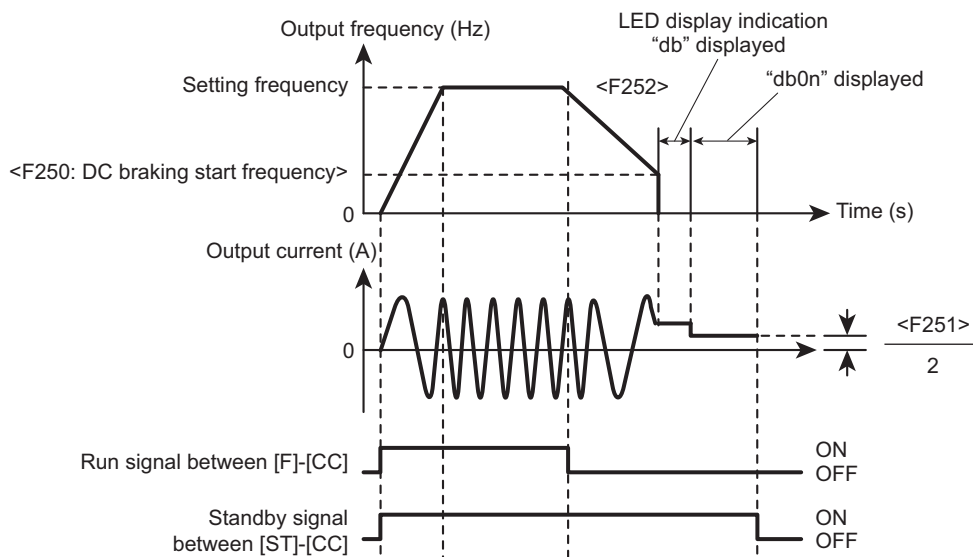 LED display indication
“db” displayed
Output frequency (Hz)
“db0n” displayed
Setting frequency
<F252>
<F250: DC braking start frequency>
0
Time (s)
Output current (A)
0
<F251>
2
Run signal between [F]-[CC]
ON
OFF
Standby signal
between [ST]-[CC]
ON
OFF